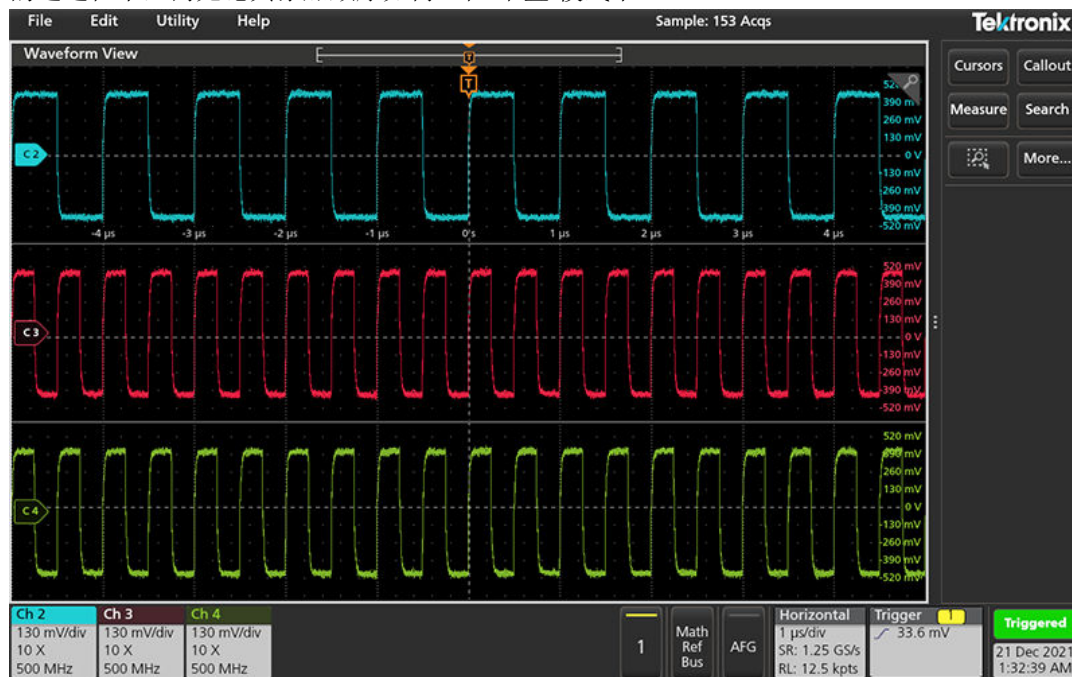 File Edit Utility Help Sample: 153 Acqs Tektronix
Waveform View
Cursors Callout
Measure Search
More...
T
C 2
390 mV
260 mV
130 mV
0 V
-130 mV
-260 mV
-390 mV
-520 mV
-4 µs -3 µs -2 µs -1 µs 0 s 1 µs 2 µs 3 µs 4 µs
C 3
520 mV
390 mV
260 mV
130 mV
0 V
-130 mV
-260 mV
-390 mV
-520 mV
C 4
520 mV
390 mV
260 mV
130 mV
0 V
-130 mV
-260 mV
-390 mV
-520 mV
Ch 2 Ch 3 Ch 4
130 mV/div 130 mV/div 130 mV/div
10 X 10 X 10 X
500 MHz 500 MHz 500 MHz
1
Math
Ref
Bus
AFG
Horizontal
1 µs/div
SR: 1.25 GS/s
RL: 12.5 kpts
Trigger 1
33.6 mV
Triggered
21 Dec 2021
1:32:39 AM